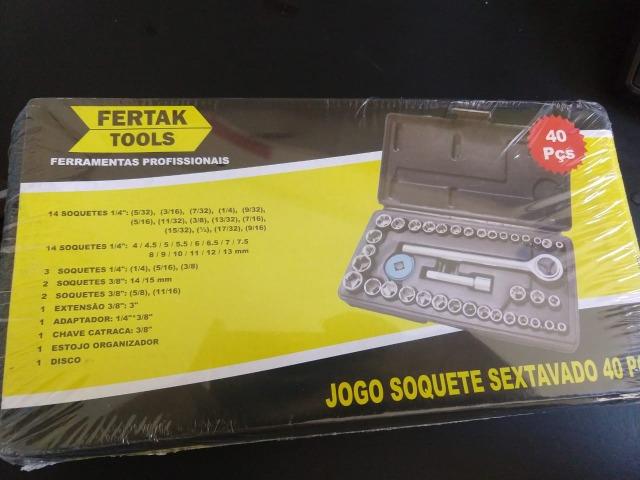 FERTAK
TOOLS
FERRAMENTAS PROFISSIONAIS
40
Pçs
14 SOQUETES 1/4": (5/32), (3/16), (7/32), (1/4), (9/32),
(5/16), (11/32), (3/8), (13/32), (7/16),
(15/32), (½), (17/32), (9/16)
14 SOQUETES 1/4": 4 / 4.5 / 5 / 5.5 / 6 / 6.5 / 7 / 7.5
8 / 9 / 10 / 11 / 12 / 13 mm
3 SOQUETES 1/4": (1/4), (5/16), (3/8)
2 SOQUETES 3/8": 14 /15 mm
2 SOQUETES 3/8": (5/8), (11/16)
1 EXTENSÃO 3/8": 3"
1 ADAPTADOR: 1/4"*3/8"
1 CHAVE CATRACA: 3/8"
1 ESTOJO ORGANIZADOR
1 DISCO
JOGO SOQUETE SEXTAVADO 40